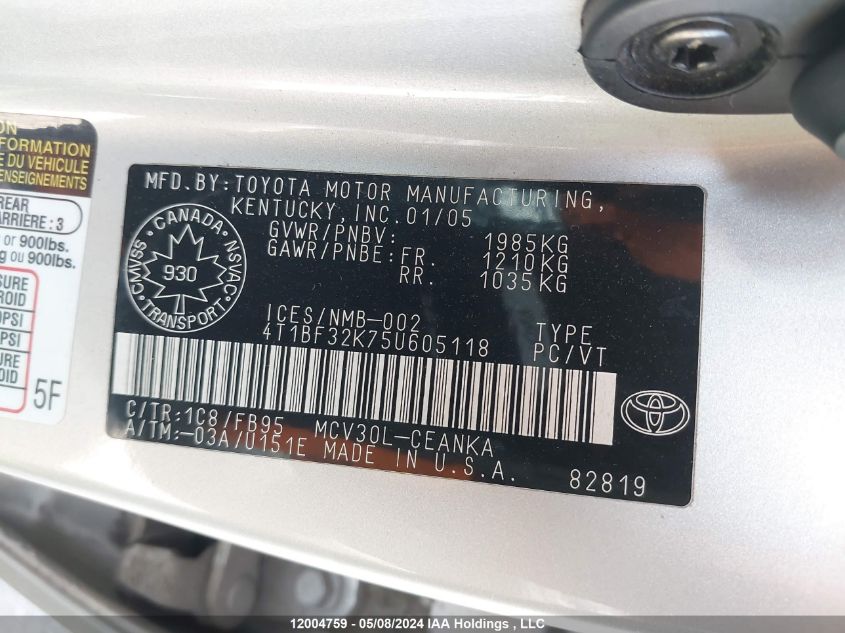 ON
FORMATION
DU VÉHICULE
ENSEIGNEMENTS
REAR
ARRIÈRE : 3
or 900lbs.
g ou 900lbs.
5F
MFD.BY:TOYOTA MOTOR MANUFACTURING,
KENTUCKY,INC.01/05
GVWR/PNBV: 1985KG
GAWR/PNBE:FR. 1210KG
RR. 1035KG
CANADA
CMVSS NSVAC
930
TRANSPORT
ICES/NMB-002
4T1BF32K75U605118
TYPE
PC/VT
C/TR:1C8/FB95 MCV30L-CEANKA
A/TM:-03A/U151E MADE IN U.S.A.
82819
12004759 - 05/08/2024 IAA Holdings , LLC